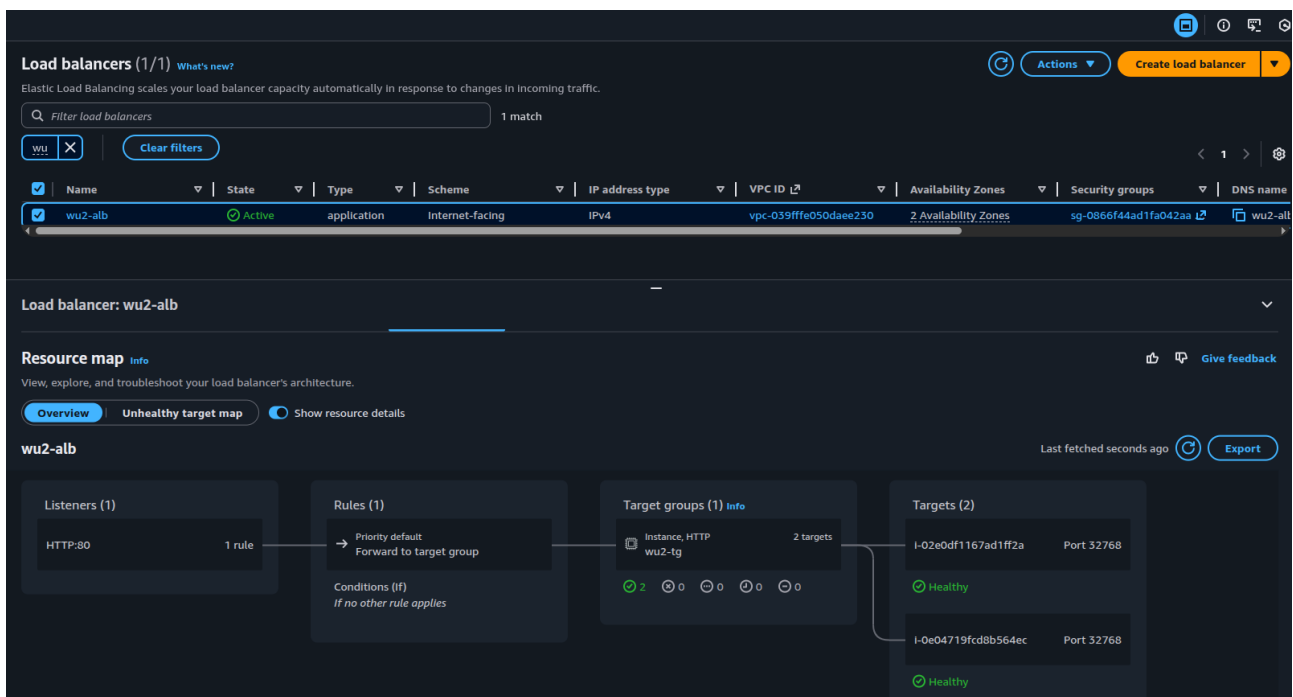 Load balancers (1/1) What's new?
Actions
Create load balancer
Elastic Load Balancing scales your load balancer capacity automatically in response to changes in incoming traffic.
Filter load balancers
1 match
wu
Clear filters
1
Name State Type Scheme IP address type VPC ID Availability Zones Security groups DNS name
wu2-alb Active application Internet-facing IPv4 vpc-039fffe050daee230 2 Availability Zones sg-0866f44ad1fa042aa wu2-alb
Load balancer: wu2-alb
Resource map Info
Give feedback
View, explore, and troubleshoot your load balancer's architecture.
Overview Unhealthy target map Show resource details
wu2-alb
Last fetched seconds ago Export
Listeners (1) Rules (1) Target groups (1) Info Targets (2)
HTTP:80 1 rule
Priority default
Forward to target group
Conditions (If)
If no other rule applies
Instance, HTTP 2 targets
wu2-tg
2 0 0 0 0
i-02e0df1167ad1ff2a Port 32768
Healthy
i-0e04719fcd8b564ec Port 32768
Healthy